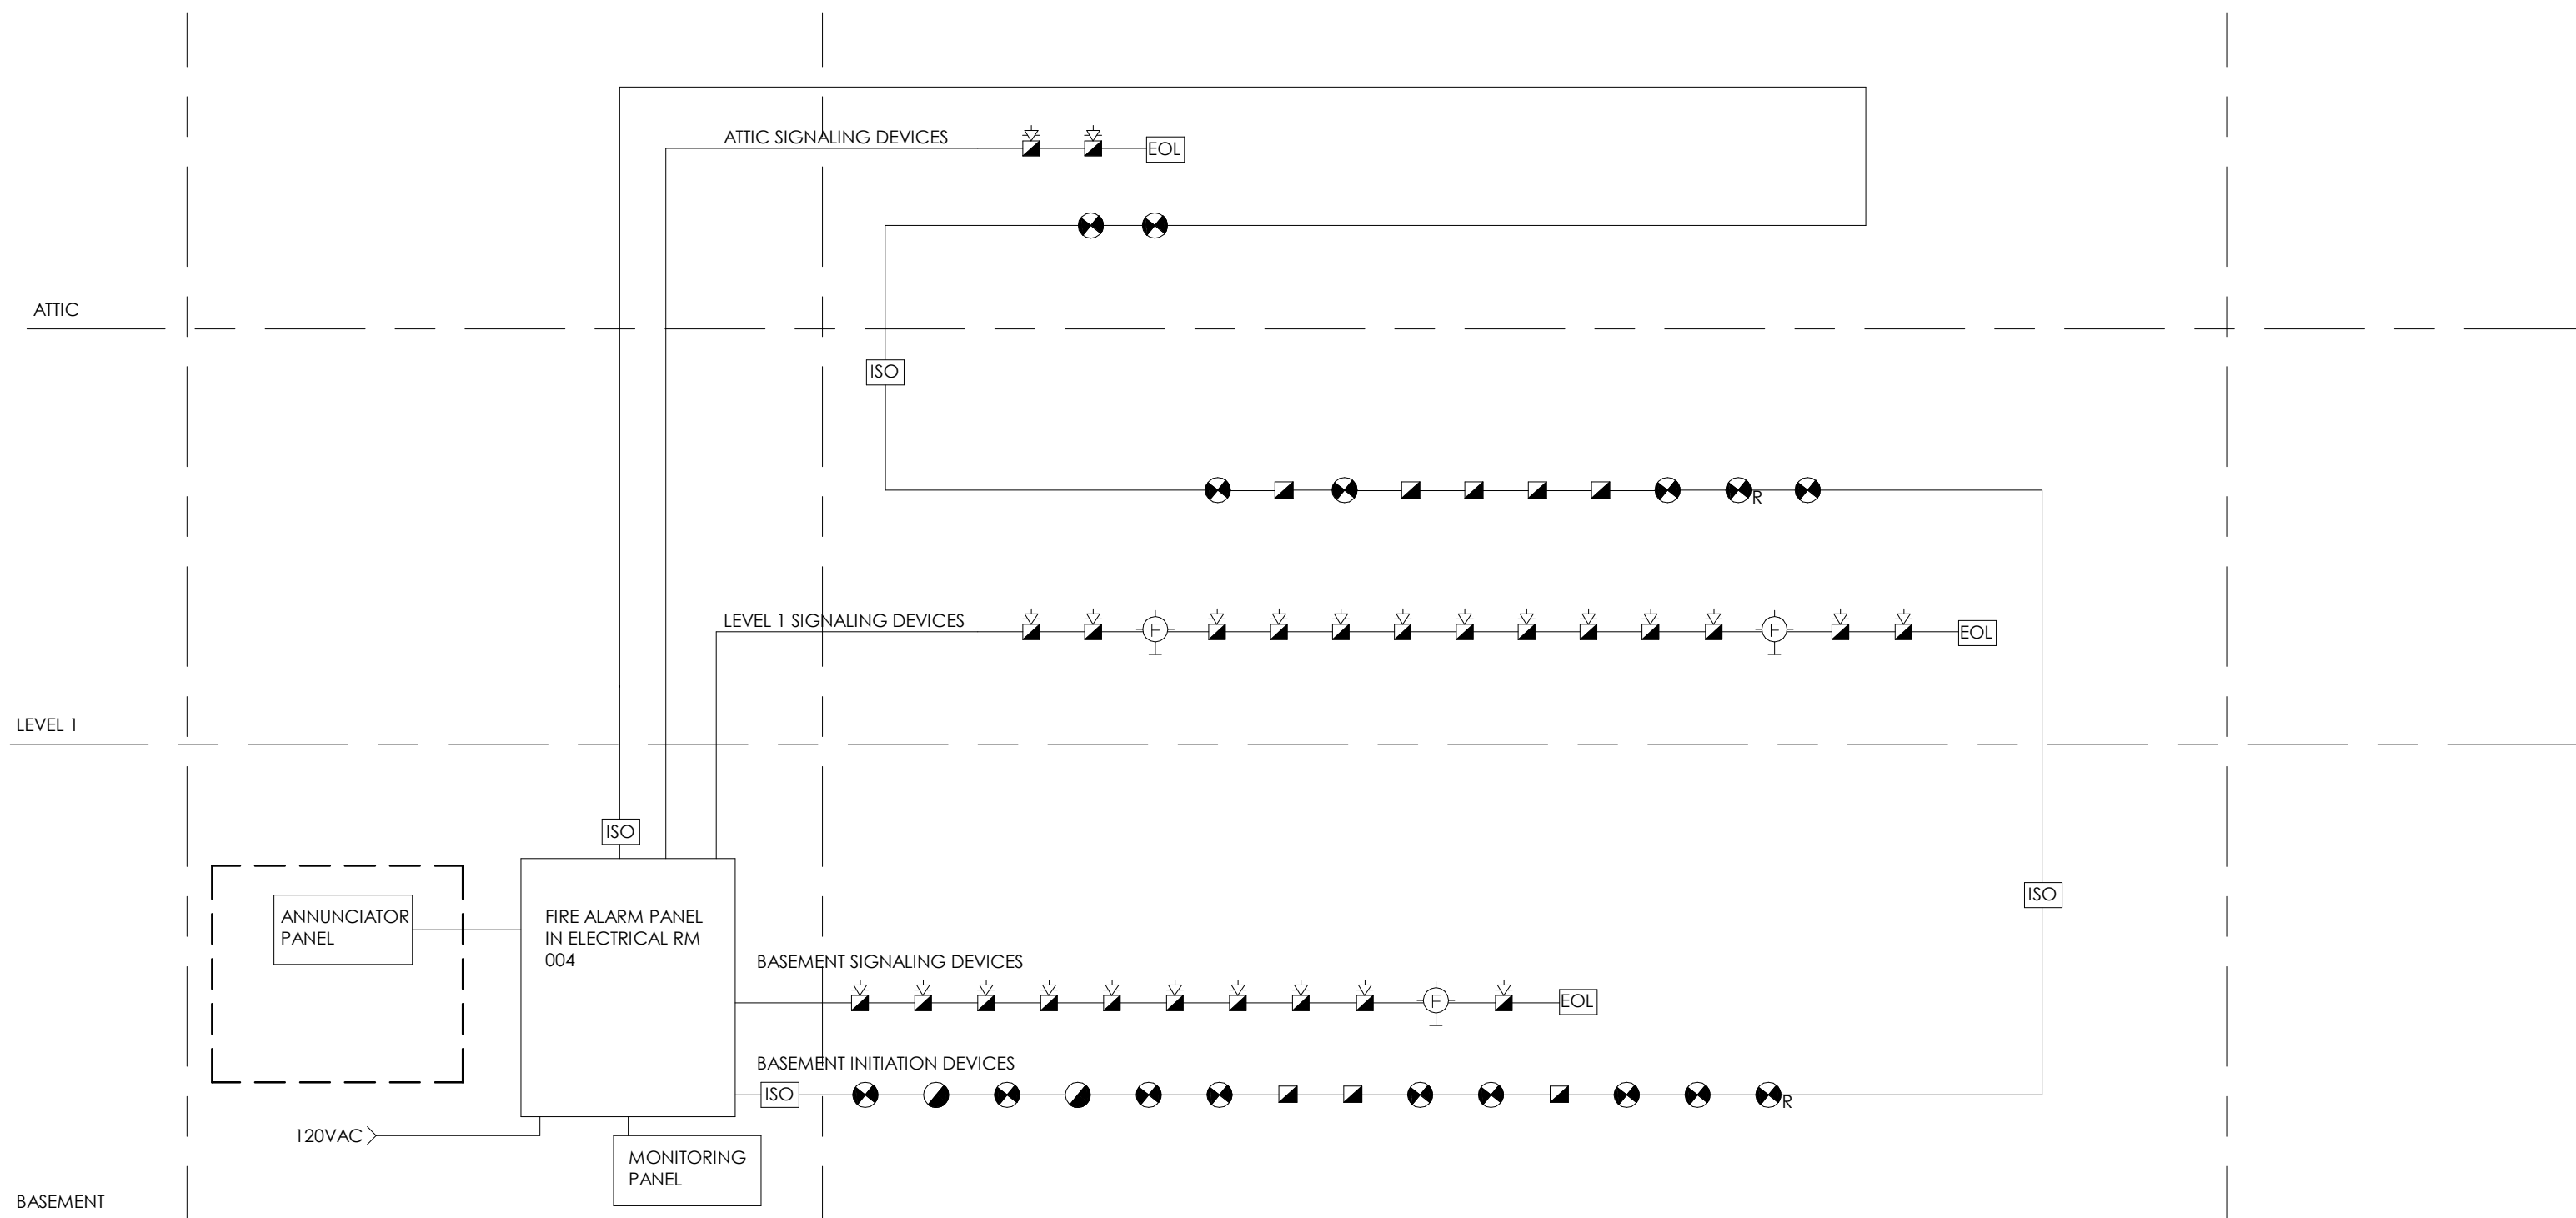 ATTIC SIGNALING DEVICES
EOL
ATTIC
ISO
R
LEVEL 1 SIGNALING DEVICES
F
F
EOL
LEVEL 1
ISO
ISO
ANNUNCIATOR
PANEL
FIRE ALARM PANEL
IN ELECTRICAL RM
004
BASEMENT SIGNALING DEVICES
F
EOL
BASEMENT INITIATION DEVICES
ISO
R
120VAC
MONITORING
PANEL
BASEMENT